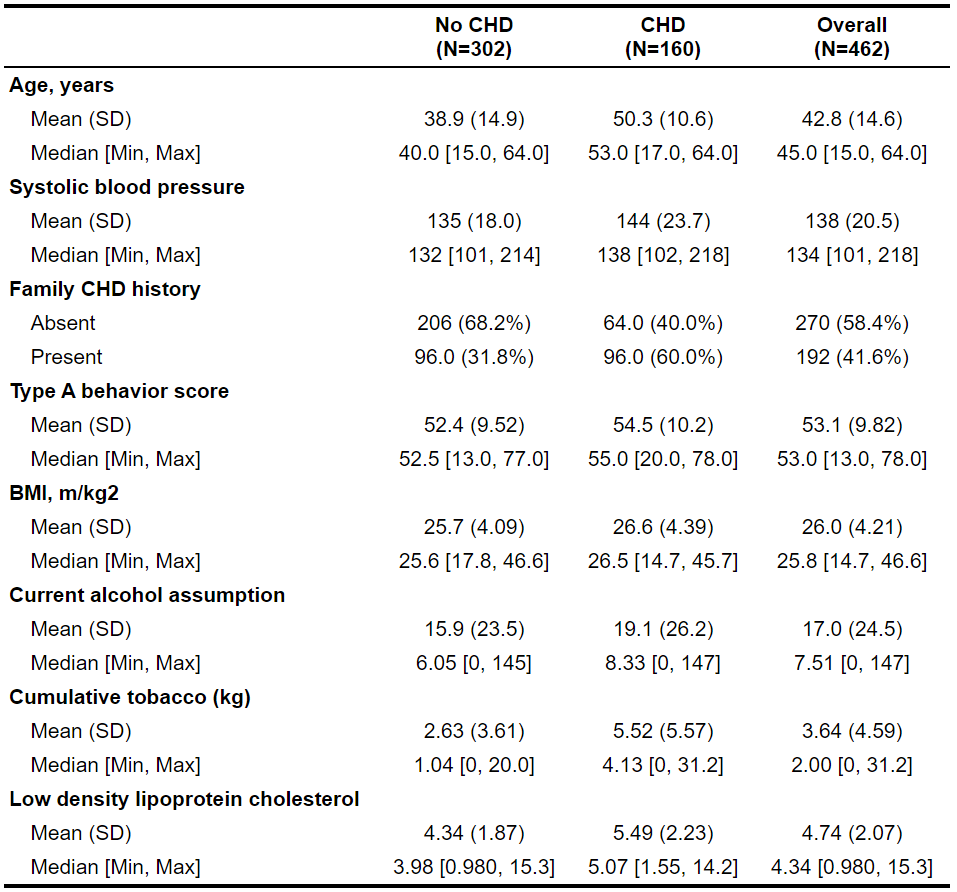 No CHD CHD Overall
(N=302) (N=160) (N=462)
Age, years
Mean (SD) 38.9 (14.9) 50.3 (10.6) 42.8 (14.6)
Median [Min, Max] 40.0 [15.0, 64.0] 53.0 [17.0, 64.0] 45.0 [15.0, 64.0]
Systolic blood pressure
Mean (SD) 135 (18.0) 144 (23.7) 138 (20.5)
Median [Min, Max] 132 [101, 214] 138 [102, 218] 134 [101, 218]
Family CHD history
Absent 206 (68.2%) 64.0 (40.0%) 270 (58.4%)
Present 96.0 (31.8%) 96.0 (60.0%) 192 (41.6%)
Type A behavior score
Mean (SD) 52.4 (9.52) 54.5 (10.2) 53.1 (9.82)
Median [Min, Max] 52.5 [13.0, 77.0] 55.0 [20.0, 78.0] 53.0 [13.0, 78.0]
BMI, m/kg2
Mean (SD) 25.7 (4.09) 26.6 (4.39) 26.0 (4.21)
Median [Min, Max] 25.6 [17.8, 46.6] 26.5 [14.7, 45.7] 25.8 [14.7, 46.6]
Current alcohol assumption
Mean (SD) 15.9 (23.5) 19.1 (26.2) 17.0 (24.5)
Median [Min, Max] 6.05 [0, 145] 8.33 [0, 147] 7.51 [0, 147]
Cumulative tobacco (kg)
Mean (SD) 2.63 (3.61) 5.52 (5.57) 3.64 (4.59)
Median [Min, Max] 1.04 [0, 20.0] 4.13 [0, 31.2] 2.00 [0, 31.2]
Low density lipoprotein cholesterol
Mean (SD) 4.34 (1.87) 5.49 (2.23) 4.74 (2.07)
Median [Min, Max] 3.98 [0.980, 15.3] 5.07 [1.55, 14.2] 4.34 [0.980, 15.3]